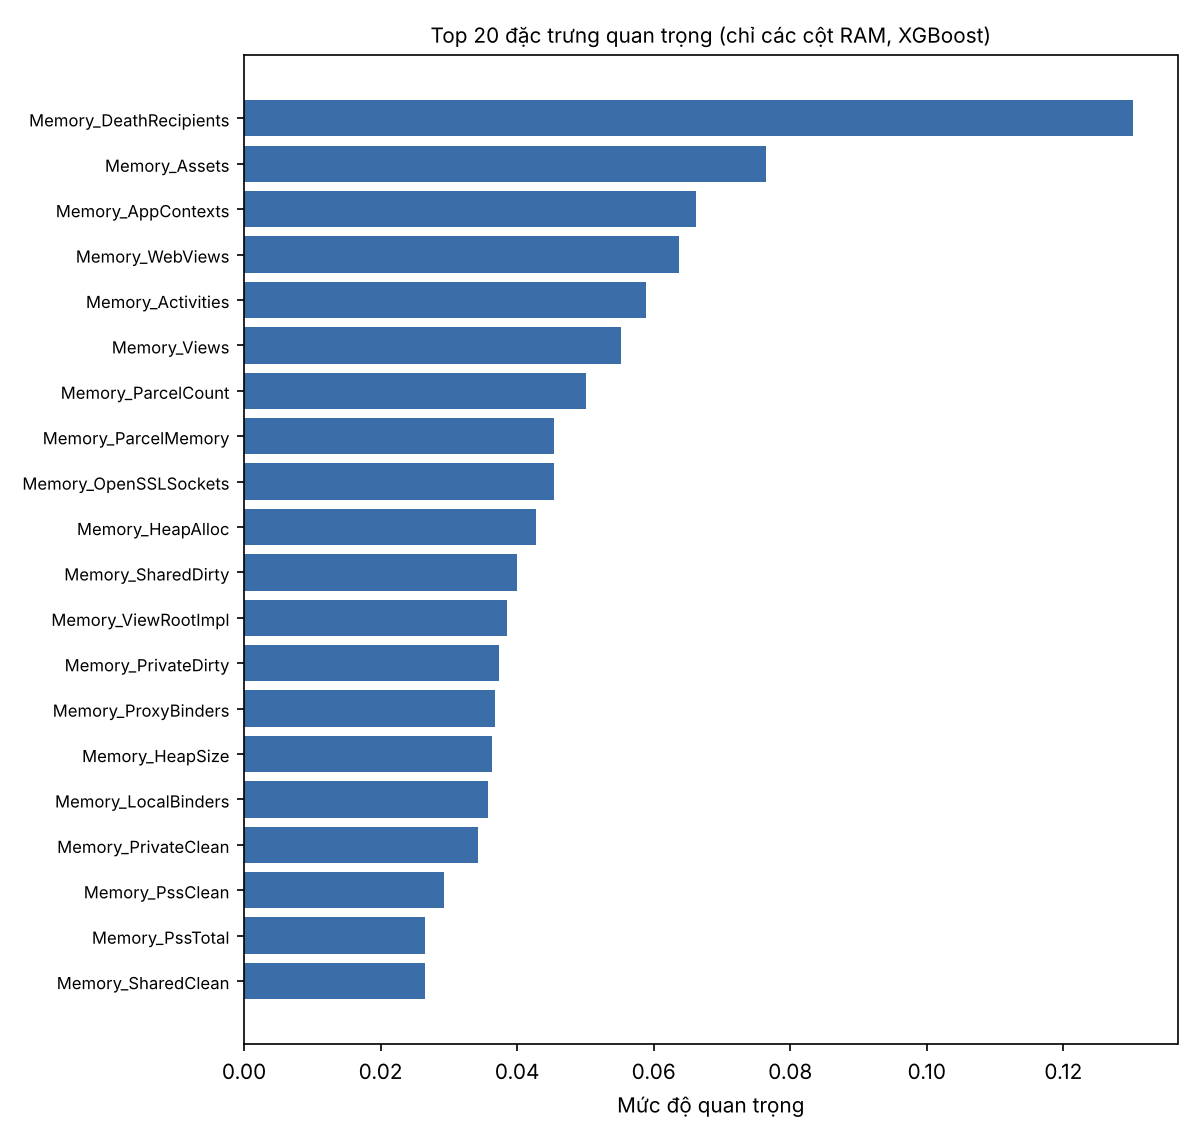 Top 20 đặc trưng quan trọng (chỉ các cột RAM, XGBoost)
Memory_DeathRecipients
Memory_Assets
Memory_AppContexts
Memory_WebViews
Memory_Activities
Memory_Views
Memory_ParcelCount
Memory_ParcelMemory
Memory_OpenSSLSockets
Memory_HeapAlloc
Memory_SharedDirty
Memory_ViewRootImpl
Memory_PrivateDirty
Memory_ProxyBinders
Memory_HeapSize
Memory_LocalBinders
Memory_PrivateClean
Memory_PssClean
Memory_PssTotal
Memory_SharedClean
0.00 0.02 0.04 0.06 0.08 0.10 0.12
Mức độ quan trọng